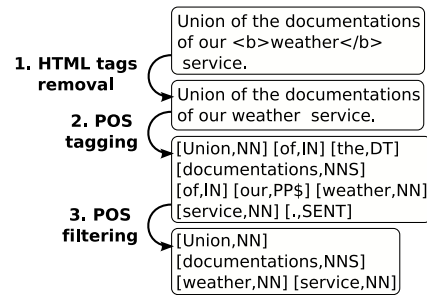 Union of the documentations
of our <b>weather</b>
service.
1. HTML tags
removal
Union of the documentations
of our weather  service.
2. POS
tagging
[Union,NN] [of,IN] [the,DT]
[documentations,NNS]
[of,IN] [our,PP$] [weather,NN]
[service,NN] [.,SENT]
3. POS
filtering
[Union,NN]
[documentations,NNS]
[weather,NN] [service,NN]